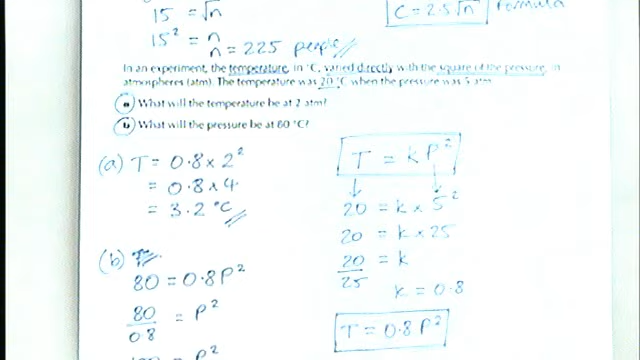 15 = √n
15² = n
n = 225 people
C = 2.5√n Formula
In an experiment, the temperature, in °C, varied directly with the square of the pressure, in
atmospheres (atm). The temperature was 20 °C when the pressure was 5 atm.
a What will the temperature be at 2 atm?
b What will the pressure be at 80 °C?
(a) T = 0.8 x 2²
= 0.8 x 4
= 3.2 °C
(b)
80 = 0.8P²
80/0.8 = P²
= P²
T = kP²
20 = k x 5²
20 = k x 25
20/25 = k
k = 0.8
T = 0.8P²